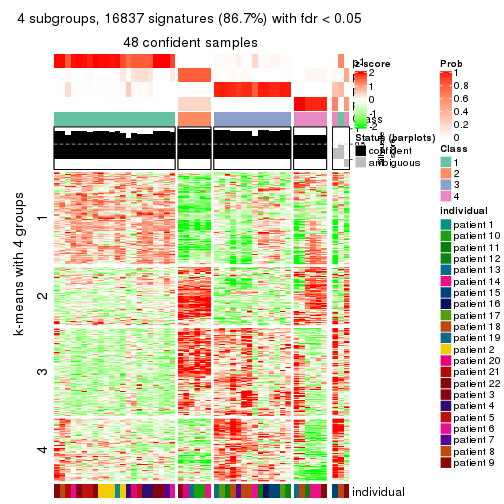 4 subgroups, 16837 signatures (86.7%) with fdr < 0.05
48 confident samples
k-means with 4 groups
1
2
3
4
individual
z-score
2
1
0
-1
-2
Status (barplots)
confident
ambiguous
Prob
1
0.8
0.6
0.4
0.2
0
Class
1
2
3
4
individual
patient 1
patient 10
patient 11
patient 12
patient 13
patient 14
patient 15
patient 16
patient 17
patient 18
patient 19
patient 2
patient 20
patient 21
patient 22
patient 3
patient 4
patient 5
patient 6
patient 7
patient 8
patient 9